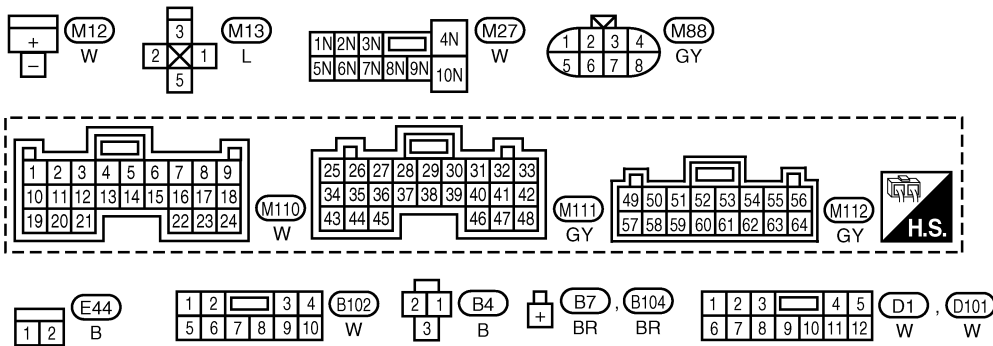 +
–
M12
W
3
2 1
5
M13
L
1N 2N 3N 4N
5N 6N 7N 8N 9N 10N
M27
W
1 2 3 4
5 6 7 8
M88
GY
1 2 3 4 5 6 7 8 9
10 11 12 13 14 15 16 17 18
19 20 21 22 23 24
M110
W
25 26 27 28 29 30 31 32 33
34 35 36 37 38 39 40 41 42
43 44 45 46 47 48
M111
GY
49 50 51 52 53 54 55 56
57 58 59 60 61 62 63 64
M112
GY
H.S.
1 2
E44
B
1 2 3 4
5 6 7 8 9 10
B102
W
2 1
3
B4
B
+
B7 , B104
BR BR
1 2 3 4 5
6 7 8 9 10 11 12
D1 , D101
W W